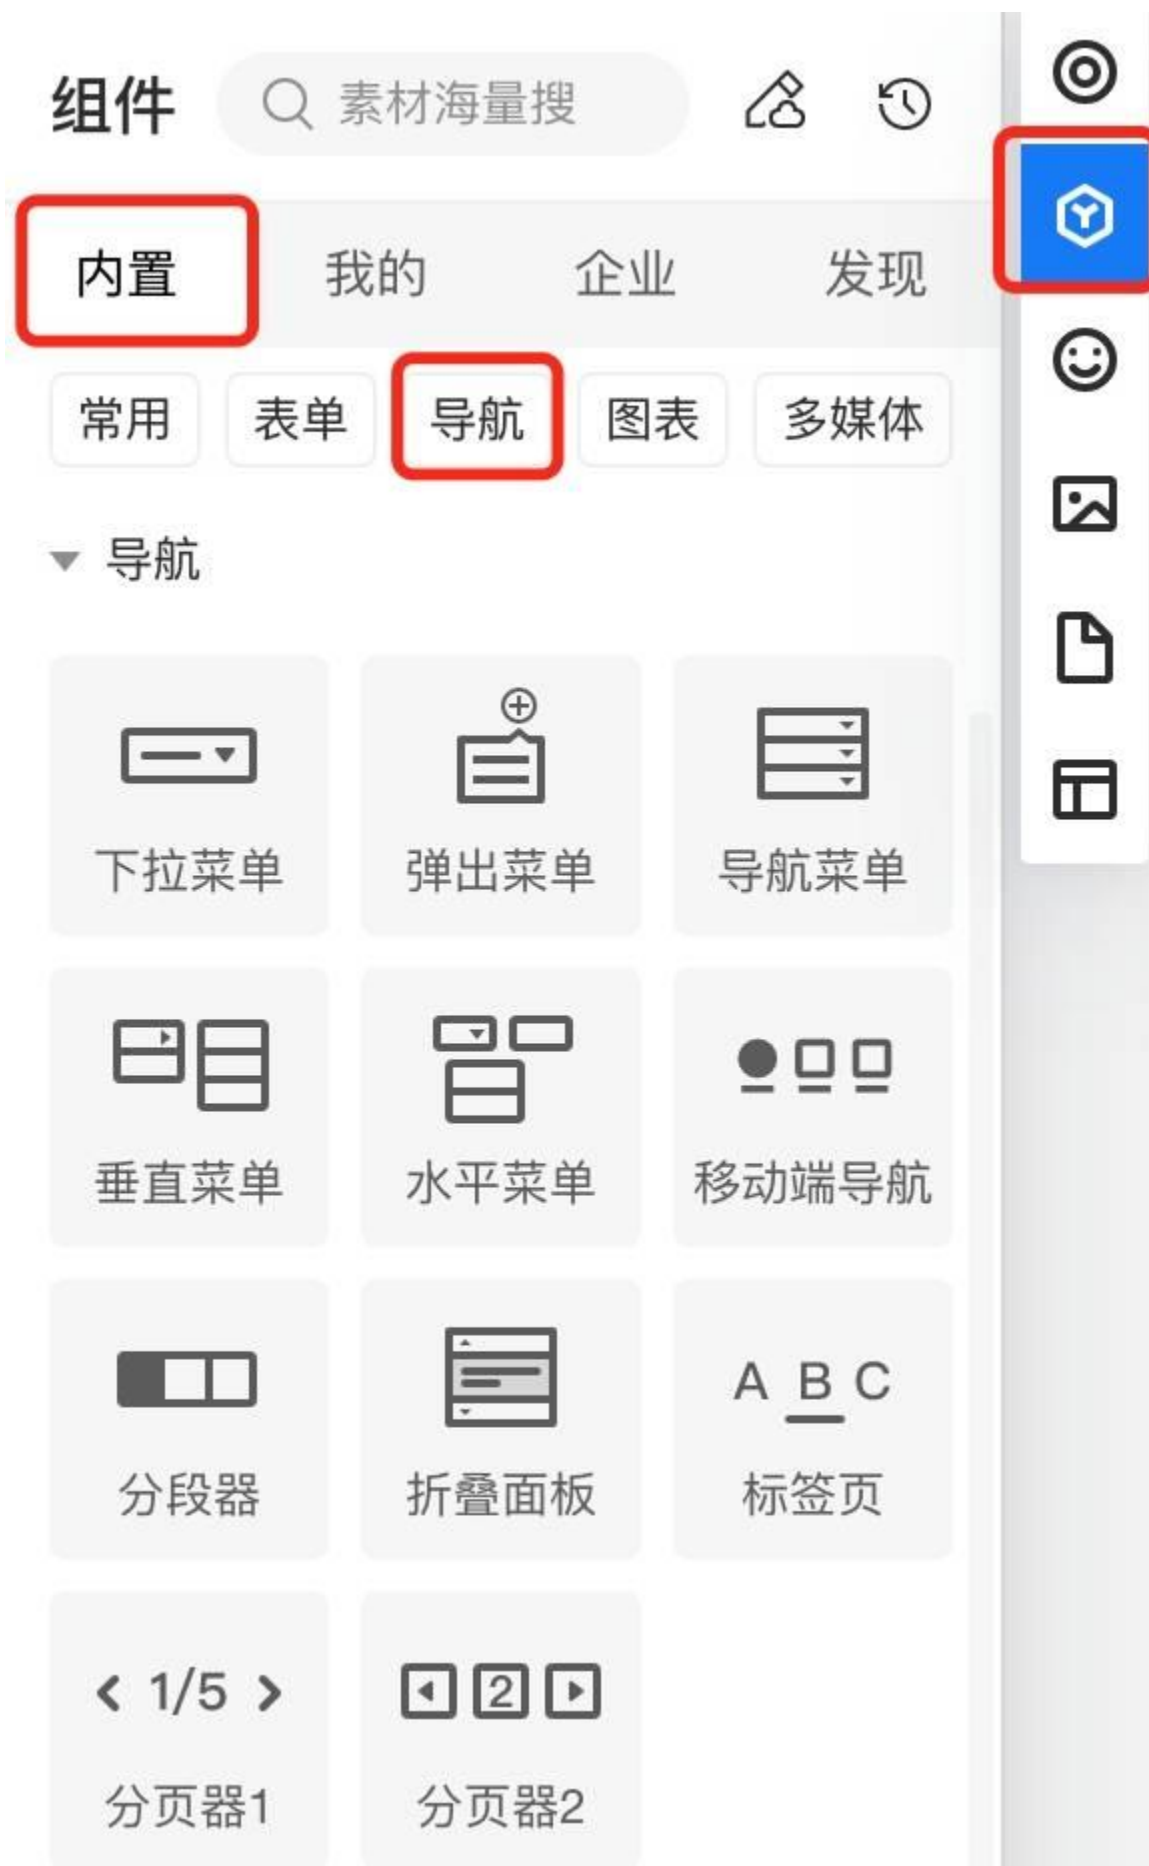 组件 素材海量搜
内置 我的 企业 发现
常用 表单 导航 图表 多媒体
导航
下拉菜单 弹出菜单 导航菜单
垂直菜单 水平菜单 移动端导航
A B C
分段器 折叠面板 标签页
1/5 2
分页器1 分页器2